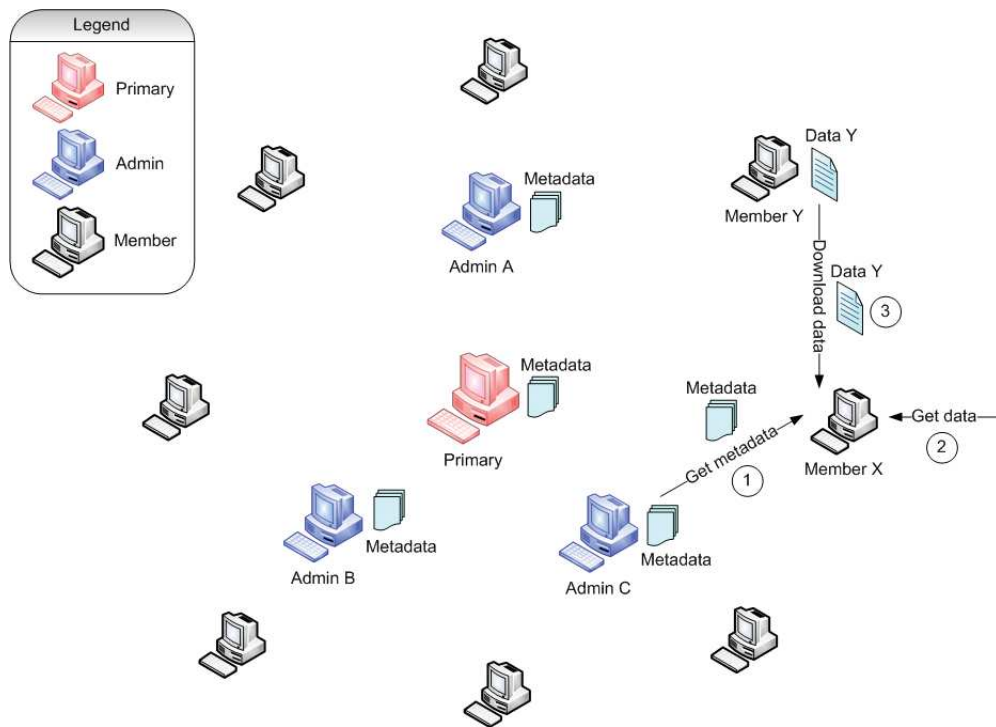 Legend
Primary
Admin
Member
Metadata
Admin A
Data Y
Member Y
Download data
Data Y
3
Metadata
Primary
Metadata
Get metadata
1
Member X
Get data
2
Metadata
Admin B
Metadata
Admin C